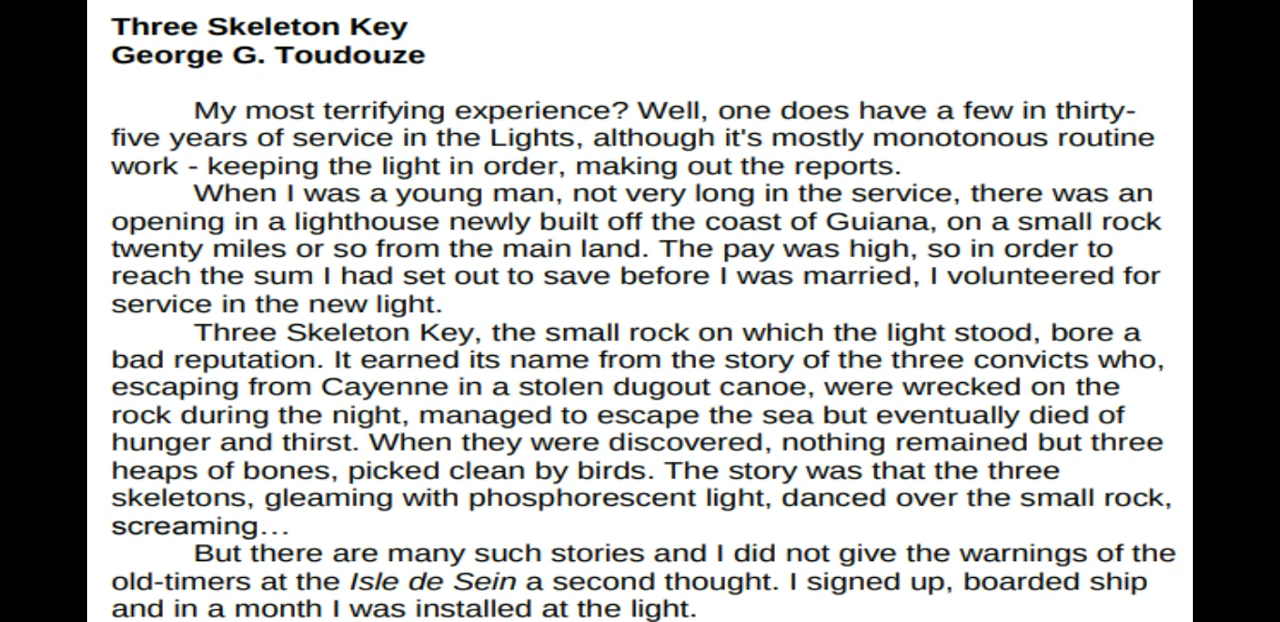 Three Skeleton Key
George G. Toudouze
My most terrifying experience? Well, one does have a few in thirty-
five years of service in the Lights, although it's mostly monotonous routine
work - keeping the light in order, making out the reports.
When I was a young man, not very long in the service, there was an
opening in a lighthouse newly built off the coast of Guiana, on a small rock
twenty miles or so from the main land. The pay was high, so in order to
reach the sum I had set out to save before I was married, I volunteered for
service in the new light.
Three Skeleton Key, the small rock on which the light stood, bore a
bad reputation. It earned its name from the story of the three convicts who,
escaping from Cayenne in a stolen dugout canoe, were wrecked on the
rock during the night, managed to escape the sea but eventually died of
hunger and thirst. When they were discovered, nothing remained but three
heaps of bones, picked clean by birds. The story was that the three
skeletons, gleaming with phosphorescent light, danced over the small rock,
screaming…
But there are many such stories and I did not give the warnings of the
old-timers at the Isle de Sein a second thought. I signed up, boarded ship
and in a month I was installed at the light.